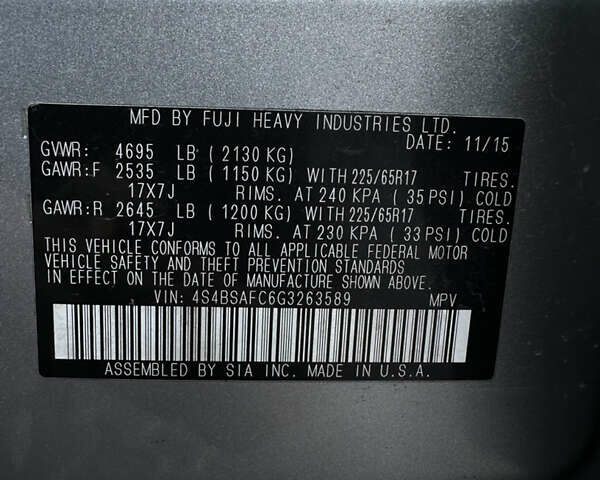 MFD BY FUJI HEAVY INDUSTRIES LTD.
DATE: 11/15
GVWR: 4695 LB ( 2130 KG)
GAWR:F 2535 LB ( 1150 KG) WITH 225/65R17 TIRES.
17X7J RIMS. AT 240 KPA ( 35 PSI) COLD
GAWR:R 2645 LB ( 1200 KG) WITH 225/65R17 TIRES.
17X7J RIMS. AT 230 KPA ( 33 PSI) COLD
THIS VEHICLE CONFORMS TO ALL APPLICABLE FEDERAL MOTOR
VEHICLE SAFETY AND THEFT PREVENTION STANDARDS
IN EFFECT ON THE DATE OF MANUFACTURE SHOWN ABOVE.
VIN: 4S4BSAFC6G3263589 MPV
ASSEMBLED BY SIA INC. MADE IN U.S.A.